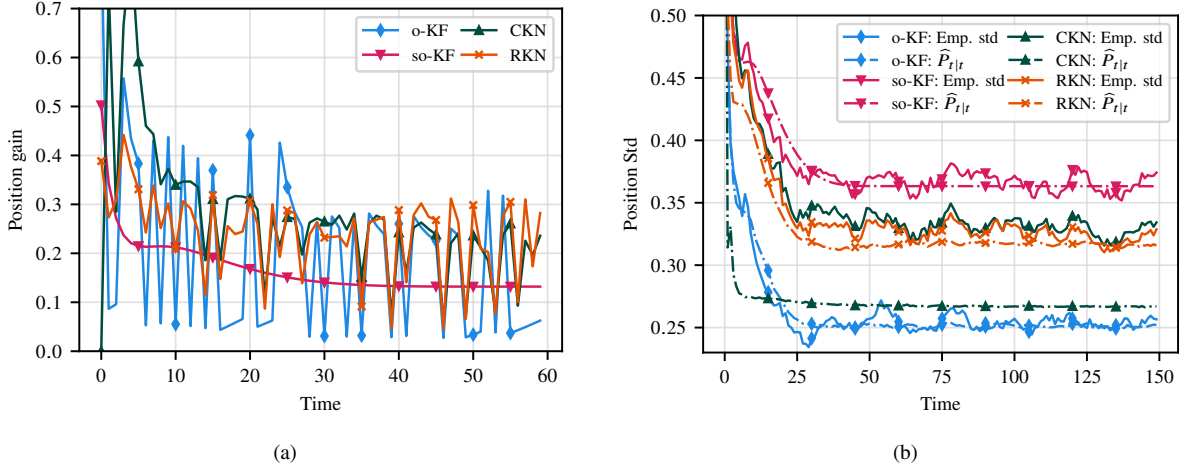 0.7
0.6
0.5
0.4
0.3
0.2
0.1
0.0
Position gain
o-KF
so-KF
CKN
RKN
0 10 20 30 40 50 60
Time
(a)
0.50
0.45
0.40
0.35
0.30
0.25
Position Std
o-KF: Emp. std
o-KF: P̂t|t
so-KF: Emp. std
so-KF: P̂t|t
CKN: Emp. std
CKN: P̂t|t
RKN: Emp. std
RKN: P̂t|t
0 25 50 75 100 125 150
Time
(b)